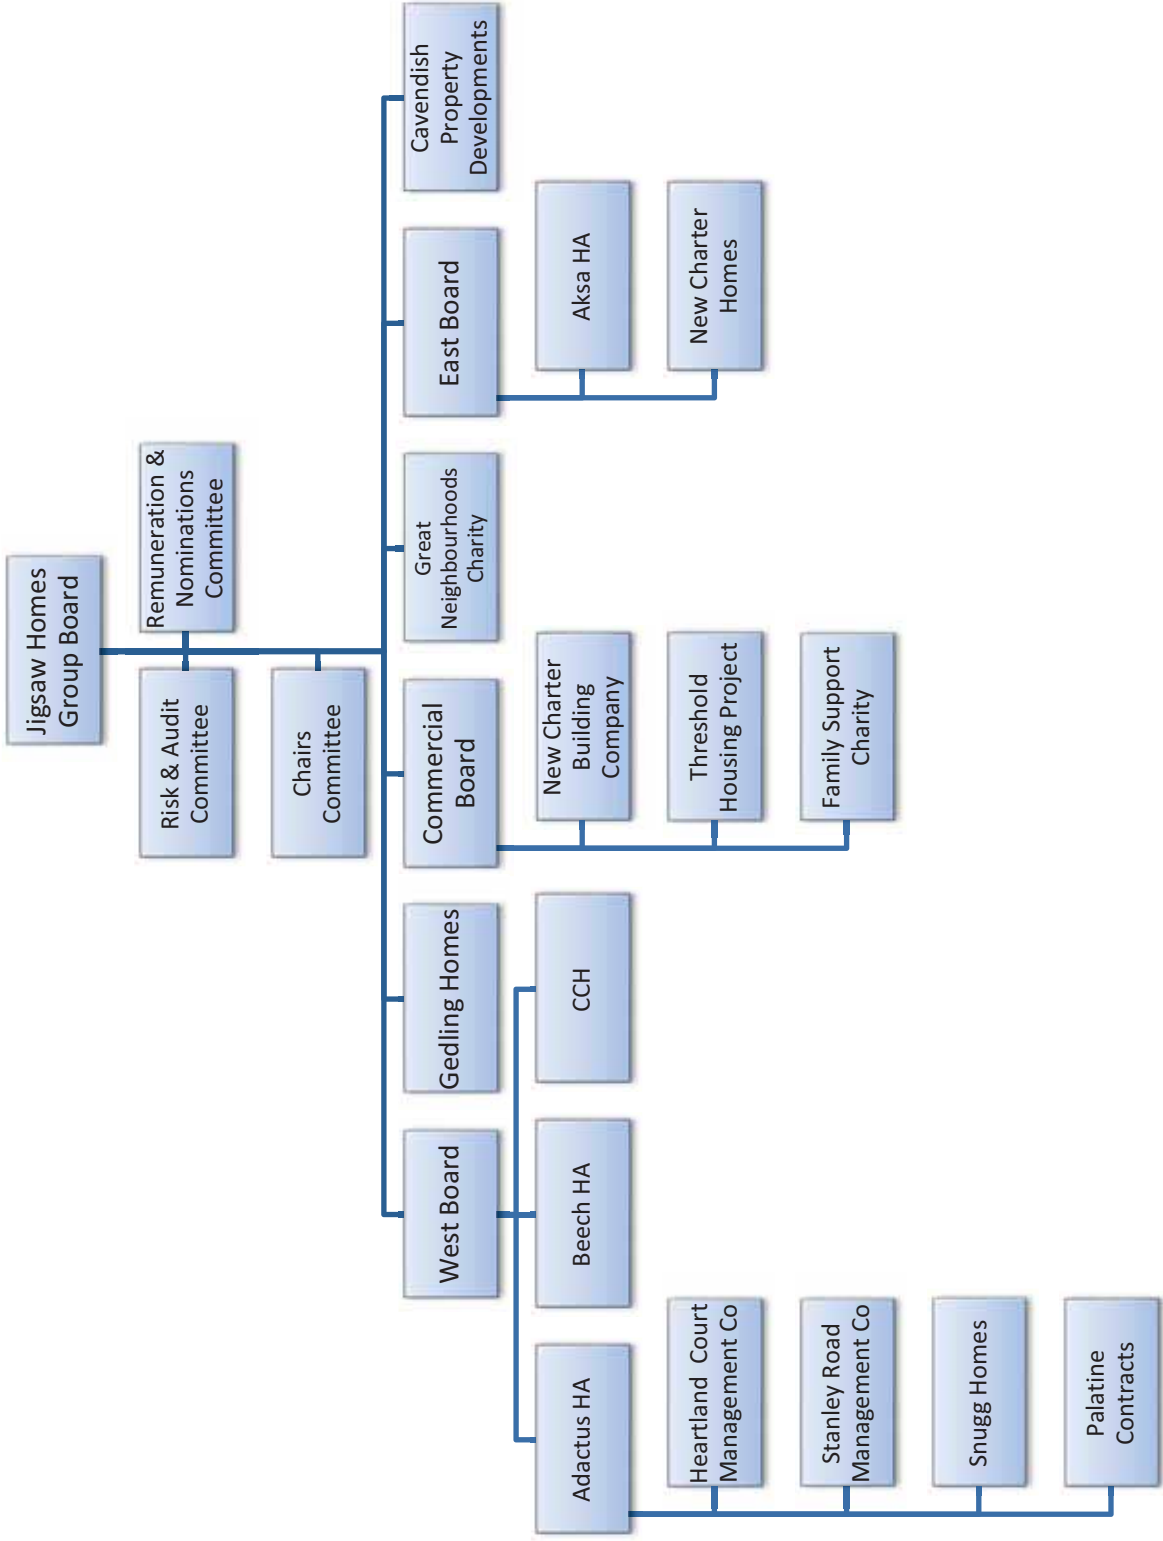 Jigsaw Homes
Group Board
Risk & Audit
Committee
Remuneration &
Nominations
Committee
Chairs
Committee
West Board
Gedling Homes
Commercial
Board
Great
Neighbourhoods
Charity
East Board
Cavendish
Property
Developments
Adactus HA
Beech HA
CCH
New Charter
Building
Company
Aksa HA
Heartland Court
Management Co
Threshold
Housing Project
New Charter
Homes
Stanley Road
Management Co
Family Support
Charity
Snugg Homes
Palatine
Contracts